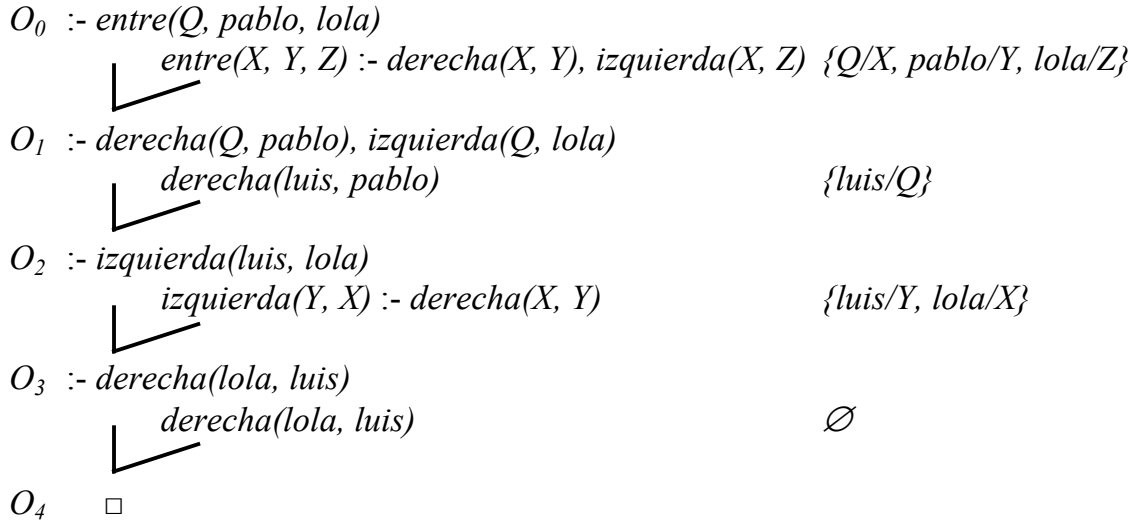 O₀ :- entre(Q, pablo, lola)
entre(X, Y, Z) :- derecha(X, Y), izquierda(X, Z) {Q/X, pablo/Y, lola/Z}
O₁ :- derecha(Q, pablo), izquierda(Q, lola)
derecha(luis, pablo) {luis/Q}
O₂ :- izquierda(luis, lola)
izquierda(Y, X) :- derecha(X, Y) {luis/Y, lola/X}
O₃ :- derecha(lola, luis)
derecha(lola, luis) ∅
O₄ □